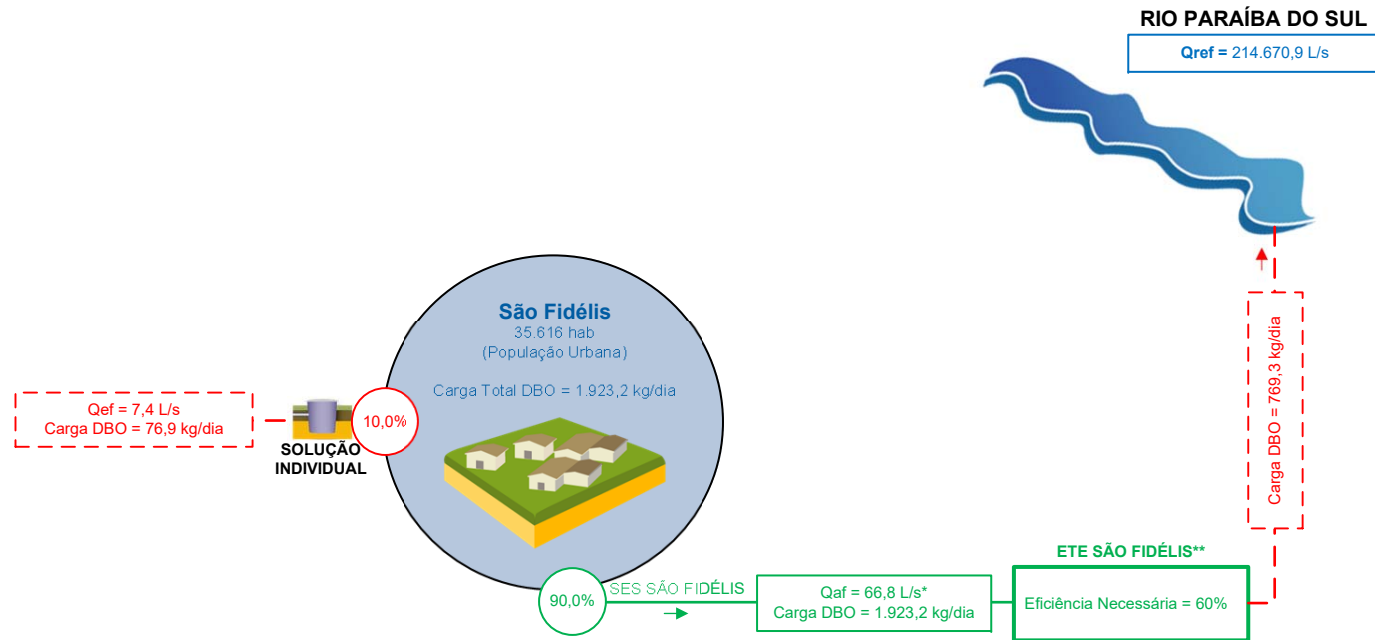 RIO PARAÍBA DO SUL
Qref = 214.670,9 L/s
São Fidélis
35.616 hab
(População Urbana)
Carga Total DBO = 1.923,2 kg/dia
Qef = 7,4 L/s
Carga DBO = 76,9 kg/dia
SOLUÇÃO
INDIVIDUAL
10,0%
90,0%
SES SÃO FIDÉLIS
Qaf = 66,8 L/s*
Carga DBO = 1.923,2 kg/dia
ETE SÃO FIDÉLIS**
Eficiência Necessária = 60%
Carga DBO = 769,3 kg/dia